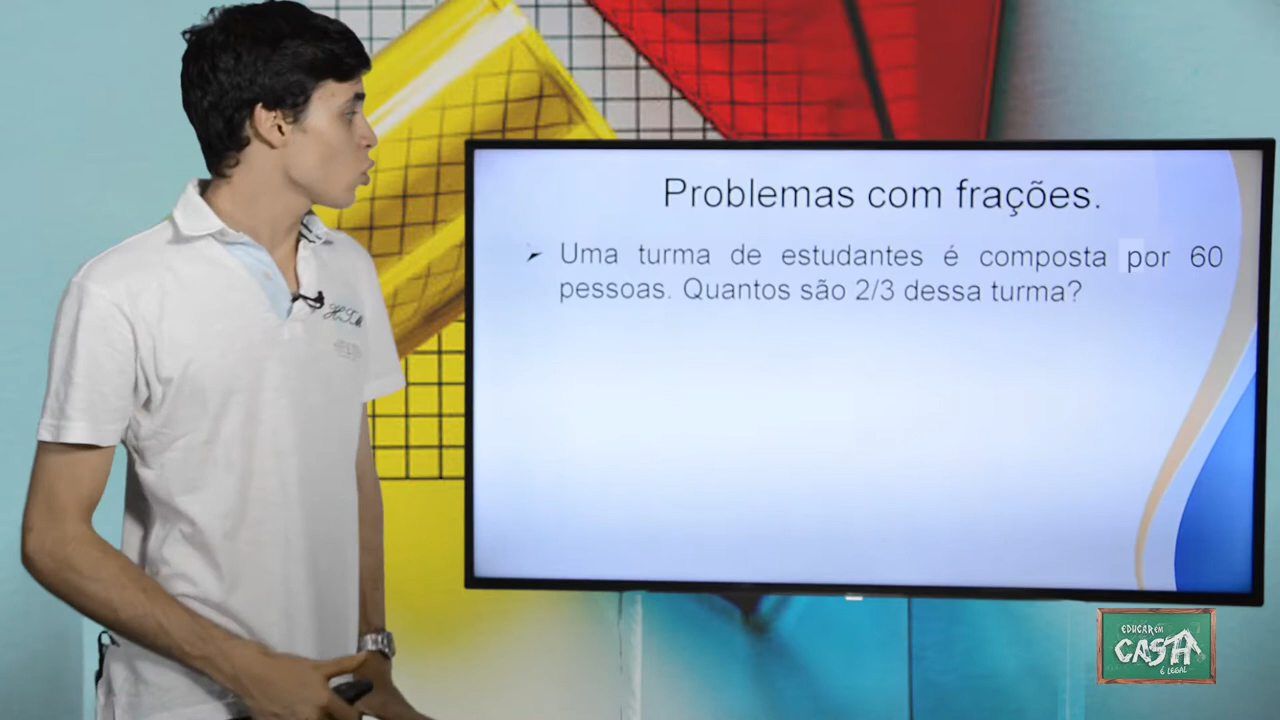 Problemas com frações.
➢ Uma turma de estudantes é composta por 60
pessoas. Quantos são 2/3 dessa turma?
EDUCAR EM
CASA
É LEGAL